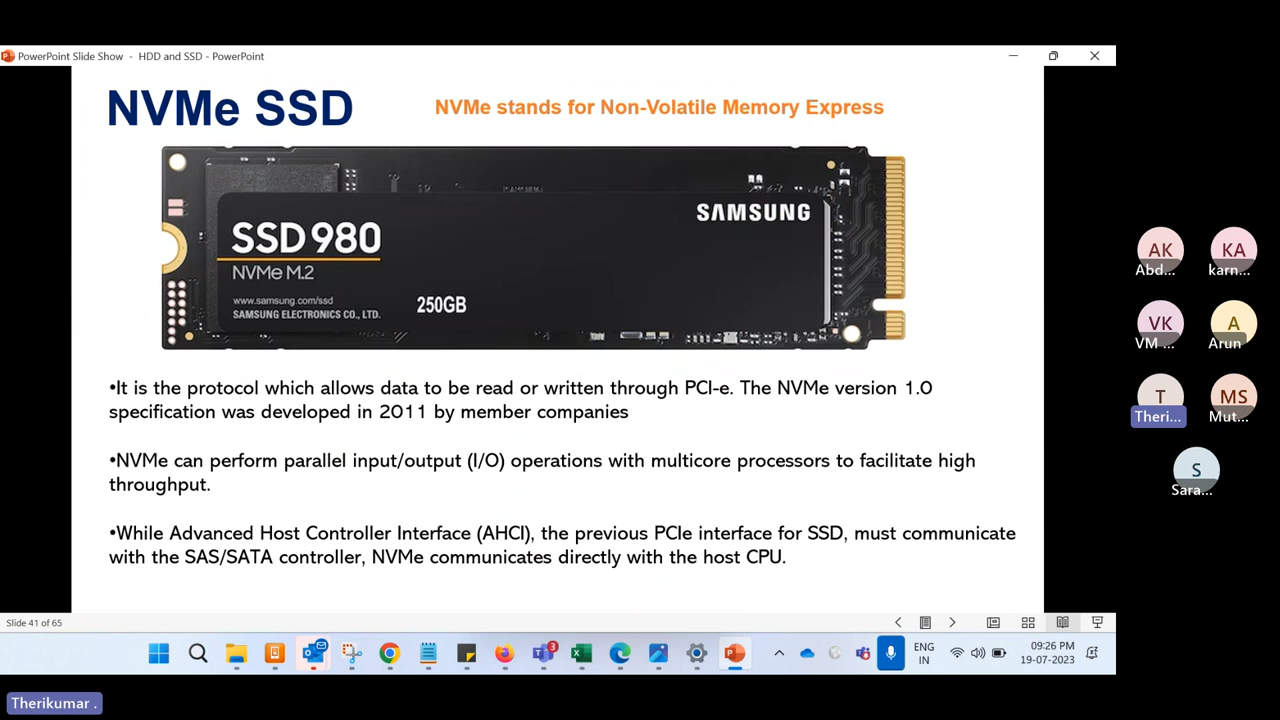 PowerPoint Slide Show - HDD and SSD - PowerPoint
NVMe SSD
NVMe stands for Non-Volatile Memory Express
SAMSUNG
SSD 980
NVMe M.2
www.samsung.com/ssd
SAMSUNG ELECTRONICS CO., LTD.
250GB
•It is the protocol which allows data to be read or written through PCI-e. The NVMe version 1.0
specification was developed in 2011 by member companies
•NVMe can perform parallel input/output (I/O) operations with multicore processors to facilitate high
throughput.
•While Advanced Host Controller Interface (AHCI), the previous PCIe interface for SSD, must communicate
with the SAS/SATA controller, NVMe communicates directly with the host CPU.
AK
Abd...
KA
karn...
VK
VM ...
A
Arun
T
Theri...
MS
Mut...
S
Sara...
Slide 41 of 65
3
ENG
IN
09:26 PM
19-07-2023
Therikumar .